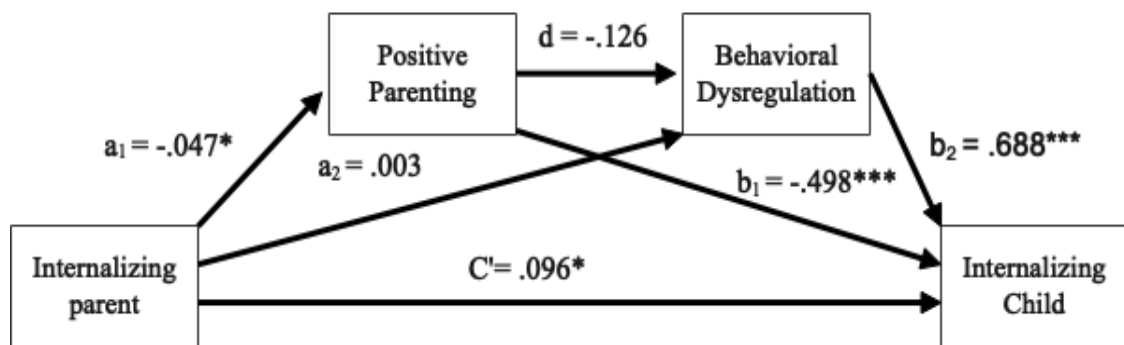 d = -.126
Positive
Parenting
Behavioral
Dysregulation
a₁ = -.047*
a₂ = .003
b₁ = -.498***
b₂ = .688***
Internalizing
parent
C'= .096*
Internalizing
Child